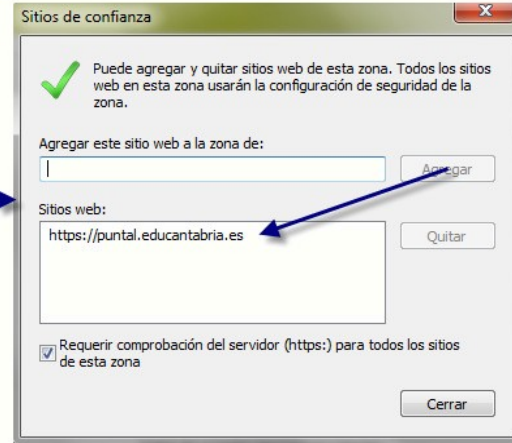 Sitios de confianza
Puede agregar y quitar sitios web de esta zona. Todos los sitios
web en esta zona usarán la configuración de seguridad de la
zona.
Agregar este sitio web a la zona de:
Agregar
Sitios web:
https://puntal.educantabria.es
Quitar
Requerir comprobación del servidor (https:) para todos los sitios
de esta zona
Cerrar